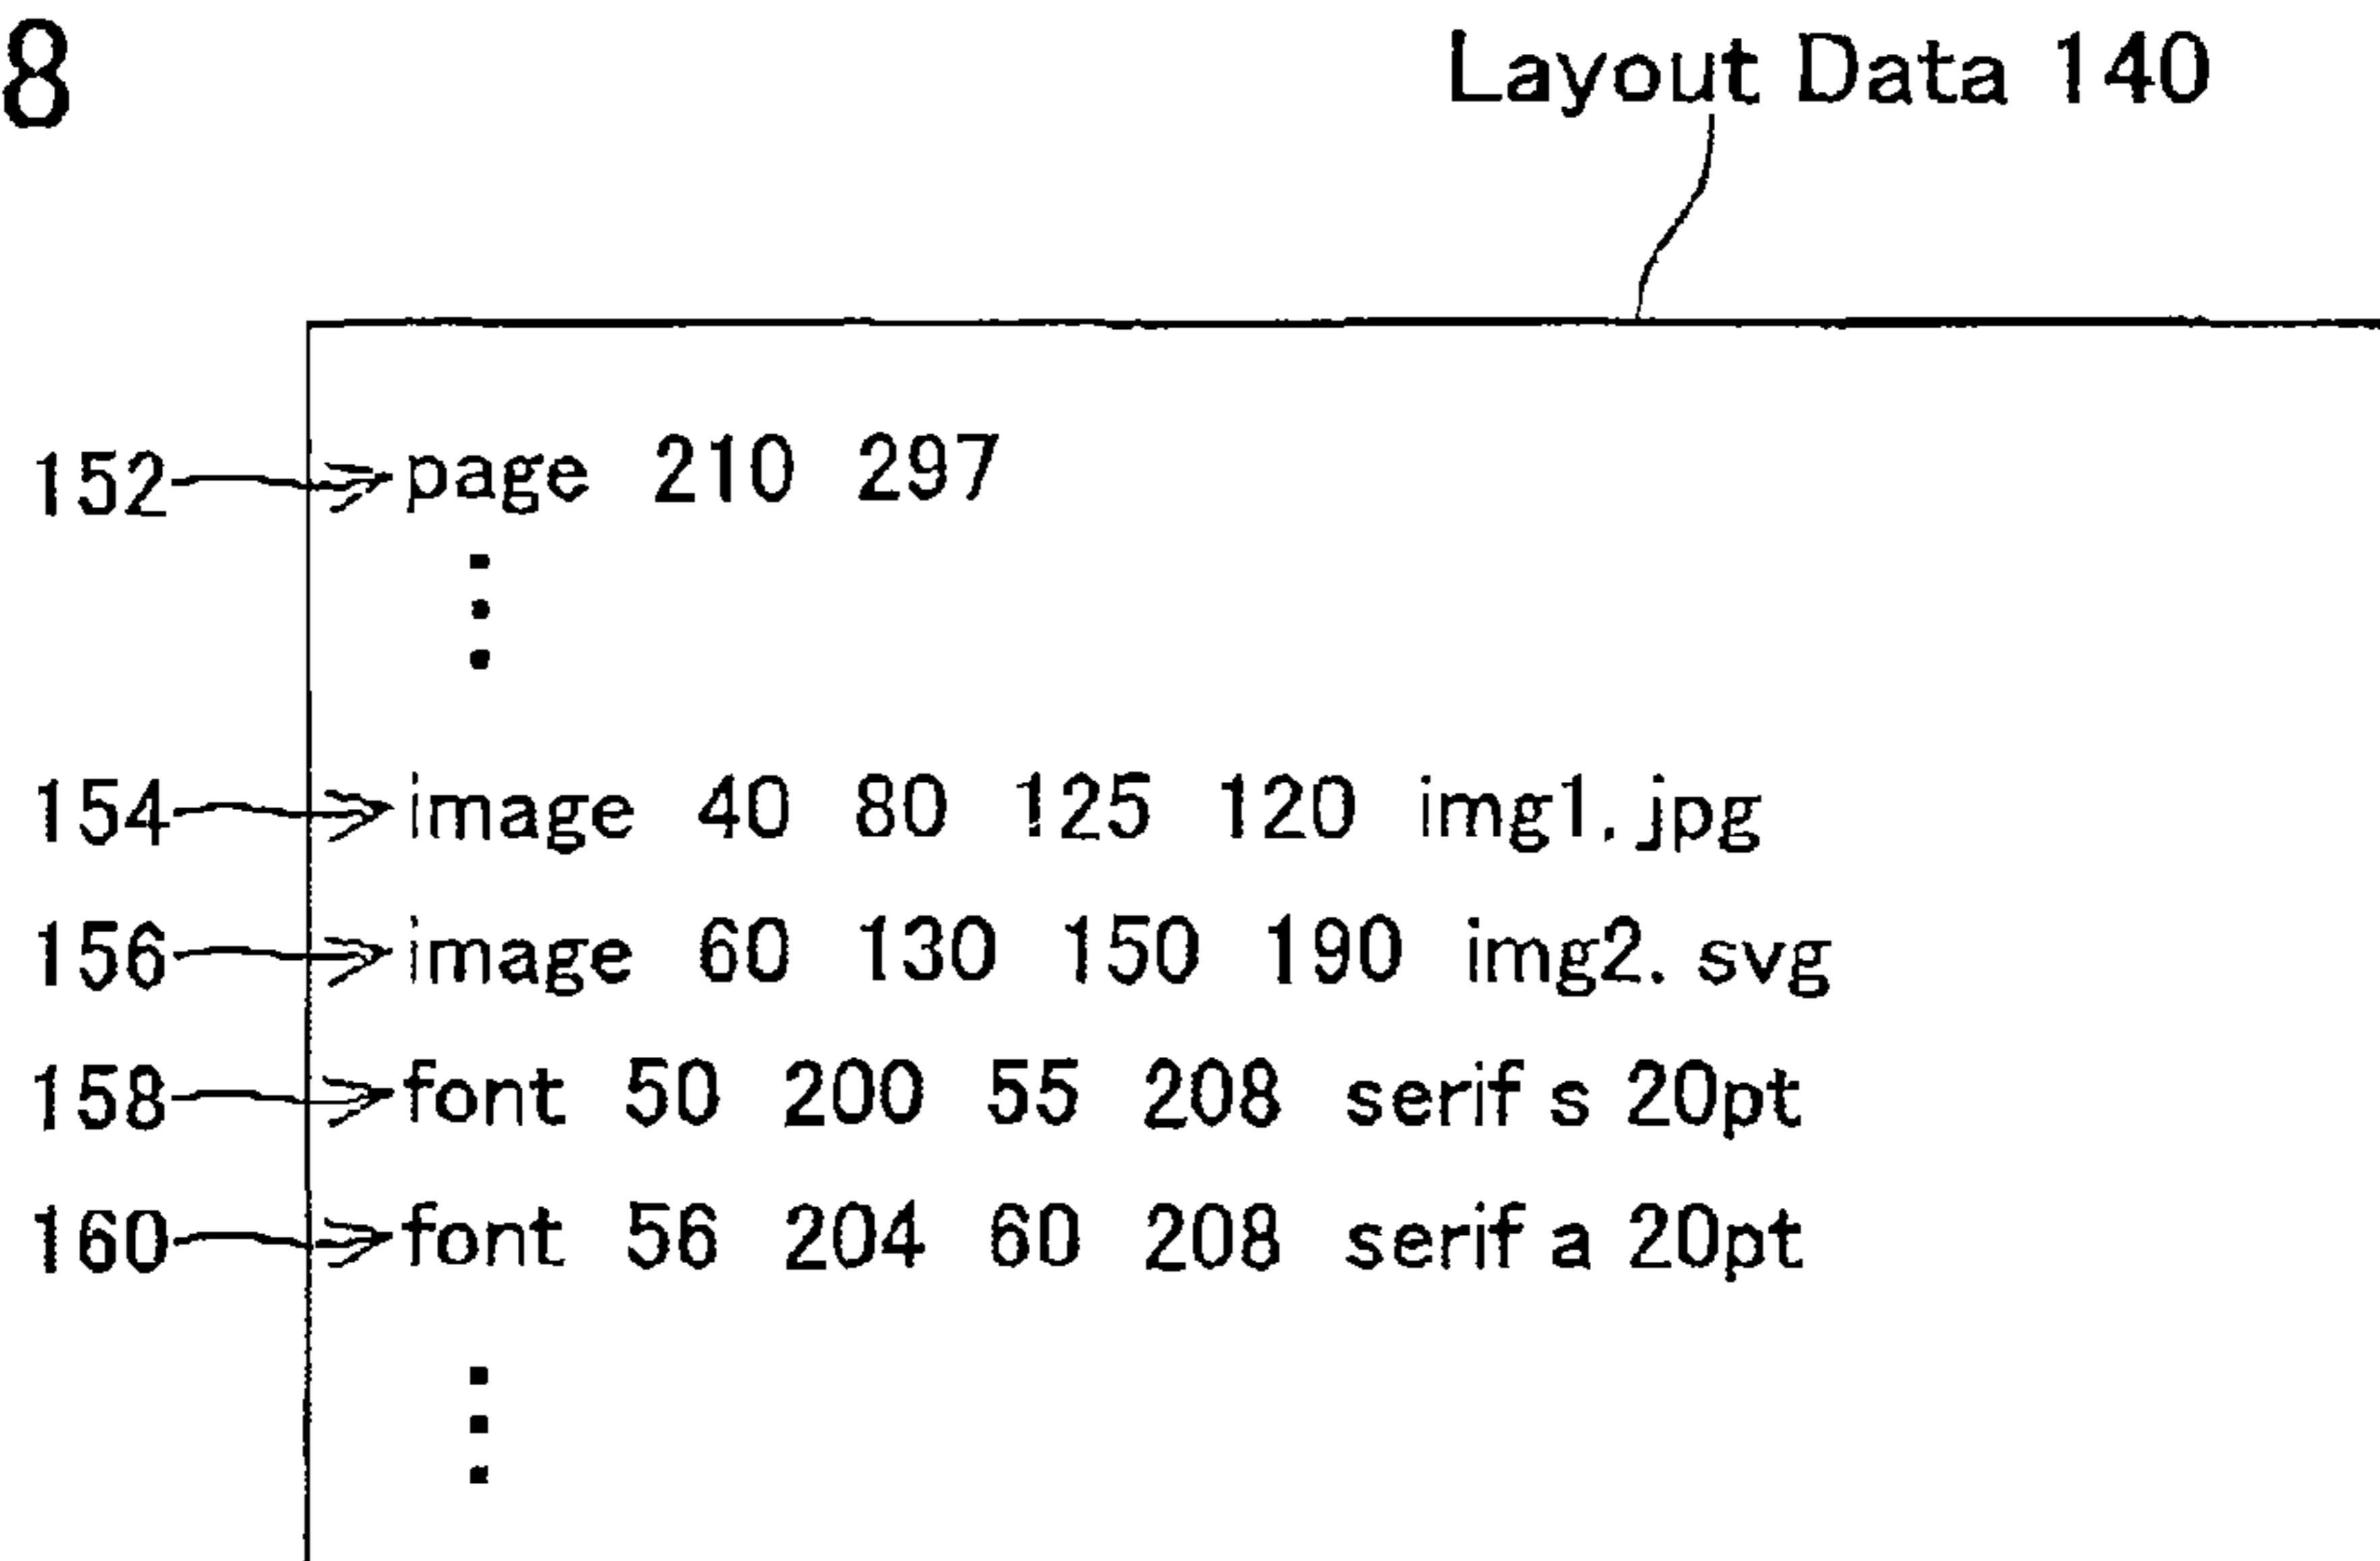 8
Layout Data 140
152 page 210 297
154 image 40 80 125 120 img1.jpg
156 image 60 130 150 190 img2. svg
158 font 50 200 55 208 serif s 20pt
160 font 56 204 60 208 serif a 20pt